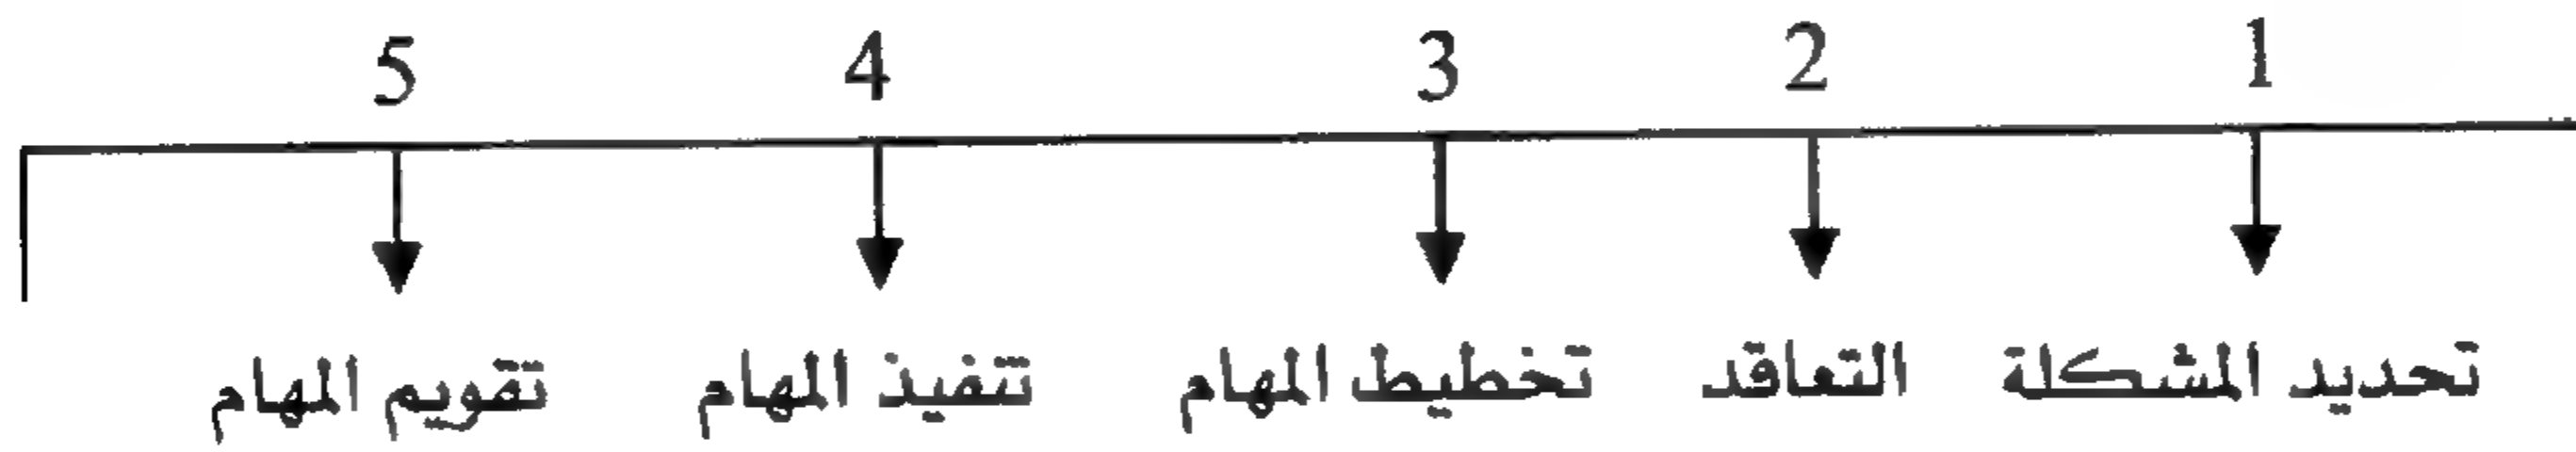 1 2 3 4 5
تحديد المشكلة التعاقد تخطيط المهام تنفيذ المهام تقويم المهام